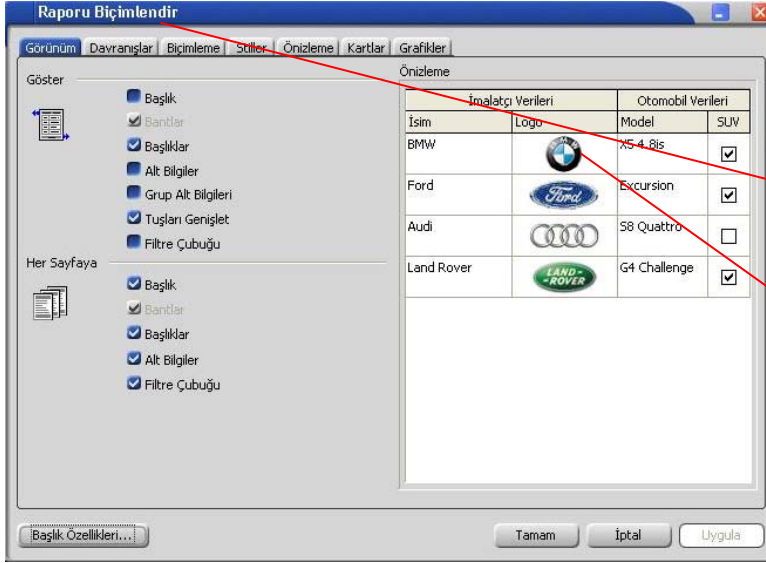 Raporu Biçimlendir
Görünüm Davranışlar Biçimleme Stiller Önizleme Kartlar Grafikler
Göster
Başlık
Bantlar
Başlıklar
Alt Bilgiler
Grup Alt Bilgileri
Tuşları Genişlet
Filtre Çubuğu
Her Sayfaya
Başlık
Bantlar
Başlıklar
Alt Bilgiler
Filtre Çubuğu
Önizleme
İmalatçı Verileri Otomobil Verileri
İsim Logo Model SUV
BMW X5 4.8is
Ford Ford Excursion
Audi S8 Quattro
Land Rover LAND-ROVER G4 Challenge
Başlık Özellikleri... Tamam İptal Uygula